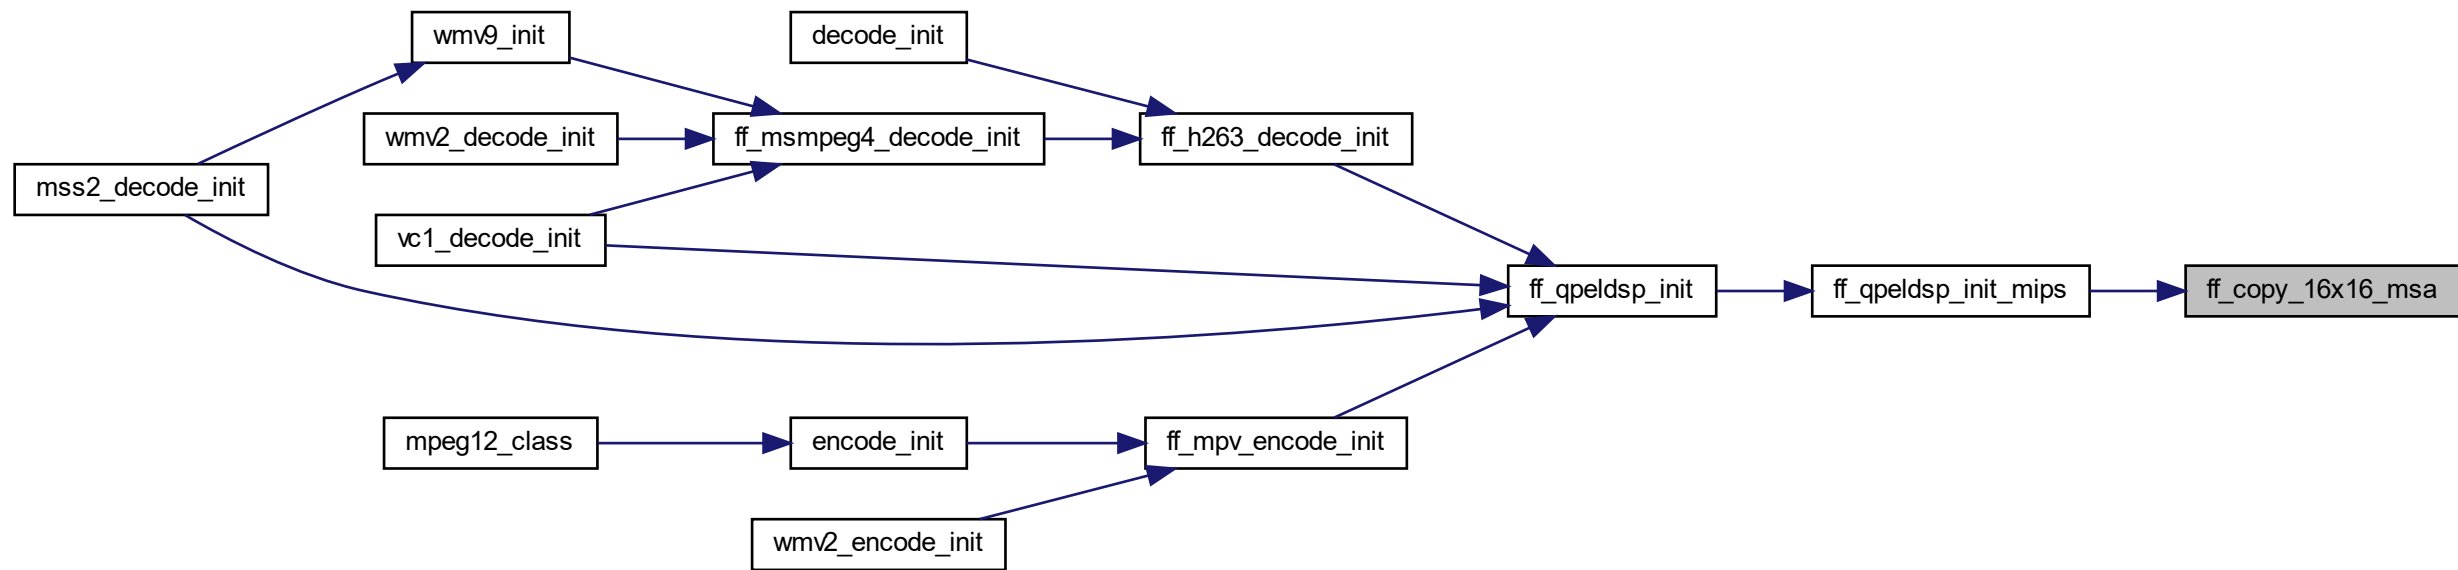 wmv9_init
decode_init
wmv2_decode_init
ff_msmpeg4_decode_init
ff_h263_decode_init
mss2_decode_init
vc1_decode_init
ff_qpeldsp_init
ff_qpeldsp_init_mips
ff_copy_16x16_msa
mpeg12_class
encode_init
ff_mpv_encode_init
wmv2_encode_init